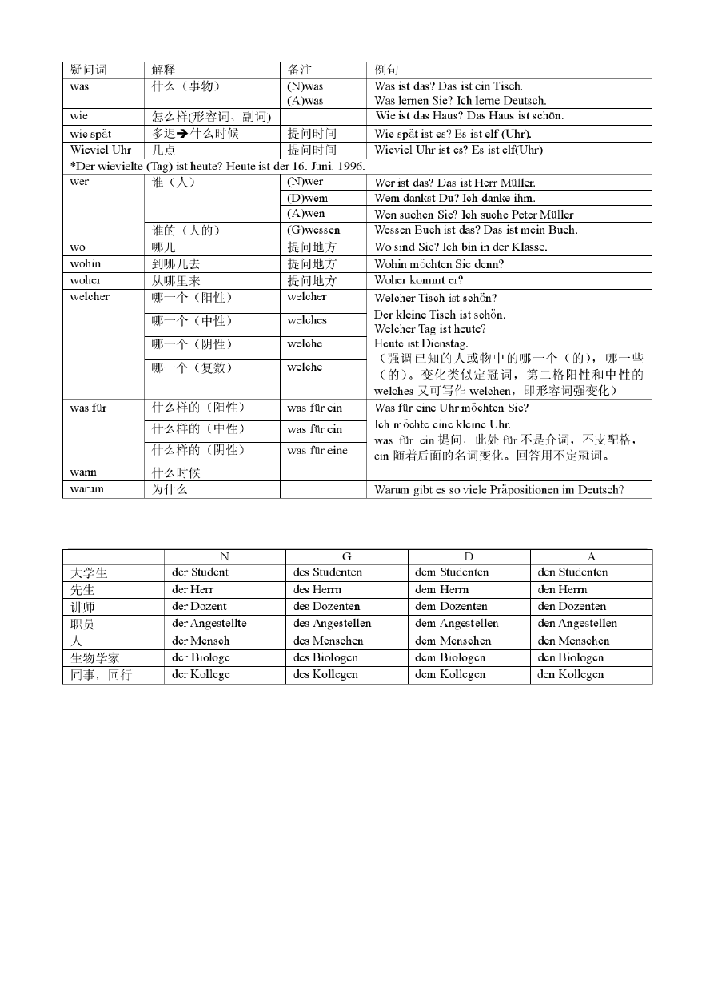 疑问词 解释 备注 例句
was 什么（事物） (N)was Was ist das? Das ist ein Tisch.
(A)was Was lernen Sie? Ich lerne Deutsch.
wie 怎么样(形容词、副词) Wie ist das Haus? Das Haus ist schön.
wie spät 多迟➔什么时候 提问时间 Wie spät ist es? Es ist elf (Uhr).
Wieviel Uhr 几点 提问时间 Wieviel Uhr ist es? Es ist elf(Uhr).
*Der wievielte (Tag) ist heute? Heute ist der 16. Juni. 1996.
wer 谁（人） (N)wer Wer ist das? Das ist Herr Müller.
(D)wem Wem dankst Du? Ich danke ihm.
(A)wen Wen suchen Sie? Ich suche Peter Müller
谁的（人的） (G)wessen Wessen Buch ist das? Das ist mein Buch.
wo 哪儿 提问地方 Wo sind Sie? Ich bin in der Klasse.
wohin 到哪儿去 提问地方 Wohin möchten Sie denn?
woher 从哪里来 提问地方 Woher kommt er?
welcher 哪一个（阳性） welcher Welcher Tisch ist schön?
Der kleine Tisch ist schön.
哪一个（中性） welches Welcher Tag ist heute?
哪一个（阴性） welche Heute ist Dienstag.
（强调已知的人或物中的哪一个（的），哪一些
哪一个（复数） welche （的）。变化类似定冠词，第二格阳性和中性的
welches 又可写作 welchen，即形容词强变化）
was für 什么样的（阳性） was für ein Was für eine Uhr möchten Sie?
什么样的（中性） was für ein Ich möchte eine kleine Uhr.
was für ein 提问，此处 für 不是介词，不支配格，
什么样的（阴性） was für eine ein 随着后面的名词变化。回答用不定冠词。
wann 什么时候
warum 为什么 Warum gibt es so viele Präpositionen im Deutsch?
N G D A
大学生 der Student des Studenten dem Studenten den Studenten
先生 der Herr des Herrn dem Herrn den Herrn
讲师 der Dozent des Dozenten dem Dozenten den Dozenten
职员 der Angestellte des Angestellen dem Angestellen den Angestellen
人 der Mensch des Menschen dem Menschen den Menschen
生物学家 der Biologe des Biologen dem Biologen den Biologen
同事，同行 der Kollege des Kollegen dem Kollegen den Kollegen